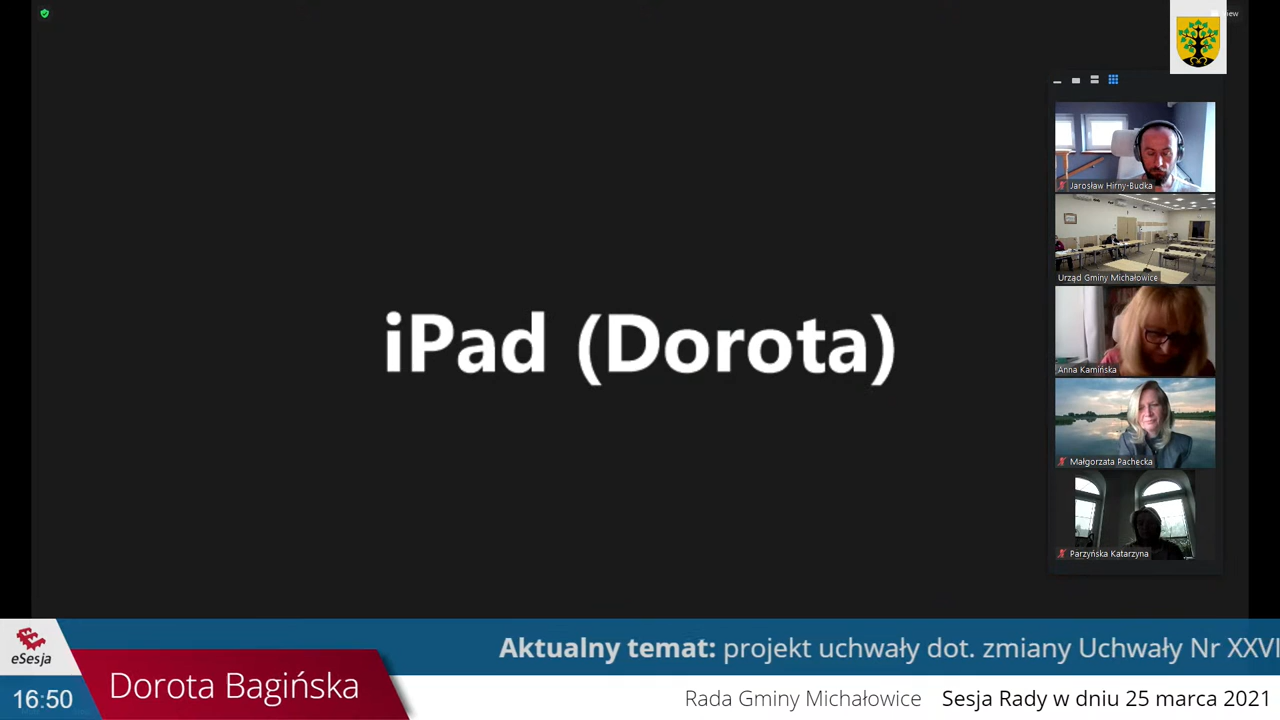 iew
Jarosław Hirny-Budka
Urząd Gminy Michałowice
Anna Kamińska
Małgorzata Pachecka
Parzyńska Katarzyna
iPad (Dorota)
Aktualny temat: projekt uchwały dot. zmiany Uchwały Nr XXVI
eSesja
Dorota Bagińska
16:50
Rada Gminy Michałowice Sesja Rady w dniu 25 marca 2021